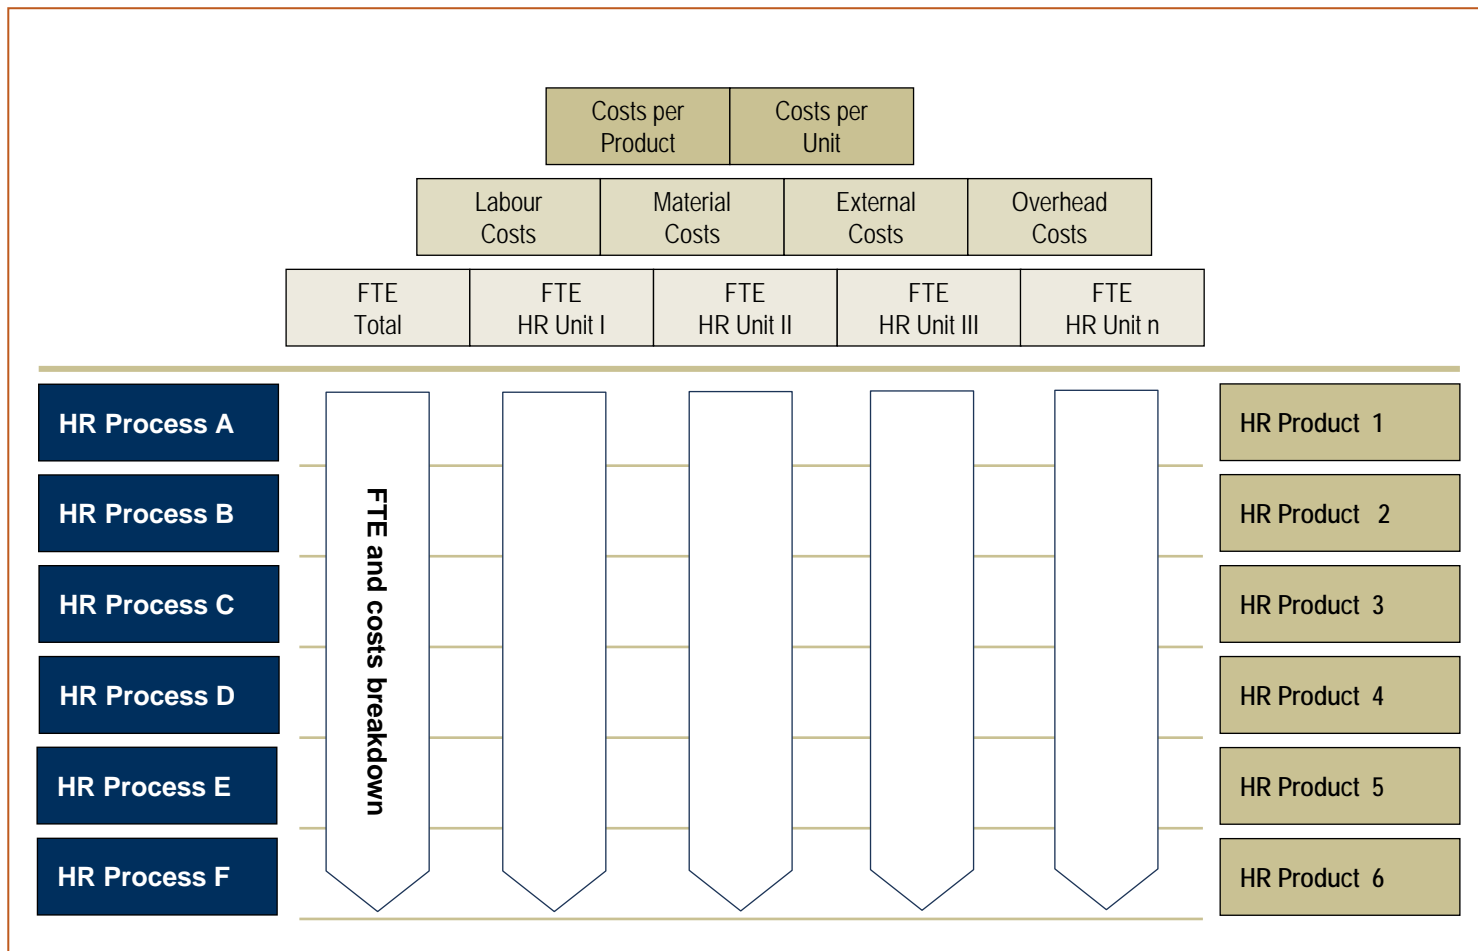 Costs per
Product
Costs per
Unit
Labour
Costs
Material
Costs
External
Costs
Overhead
Costs
FTE
Total
FTE
HR Unit I
FTE
HR Unit II
FTE
HR Unit III
FTE
HR Unit n
HR Process A
HR Product 1
HR Process B
HR Product 2
HR Process C
HR Product 3
HR Process D
HR Product 4
HR Process E
HR Product 5
HR Process F
HR Product 6
FTE and costs breakdown